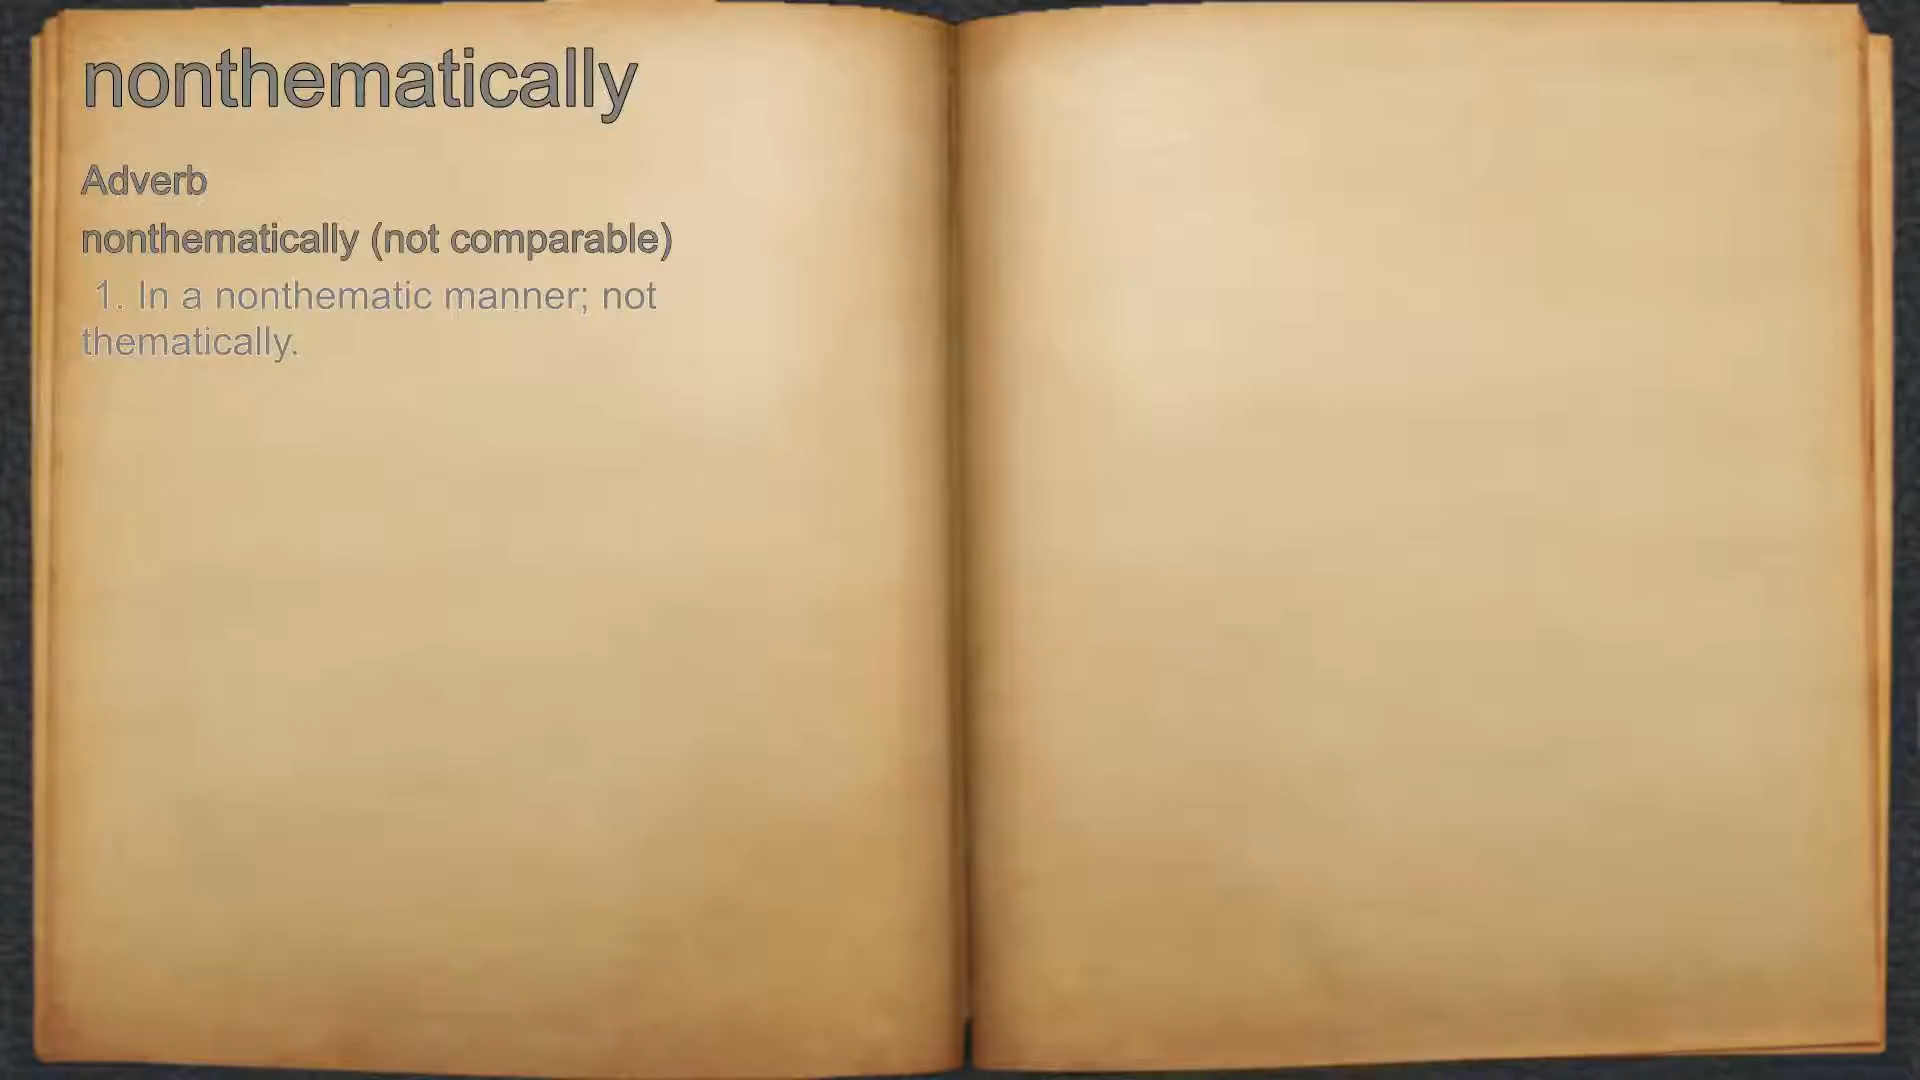 nonthematically
Adverb
nonthematically (not comparable)
1. In a nonthematic manner; not
thematically.